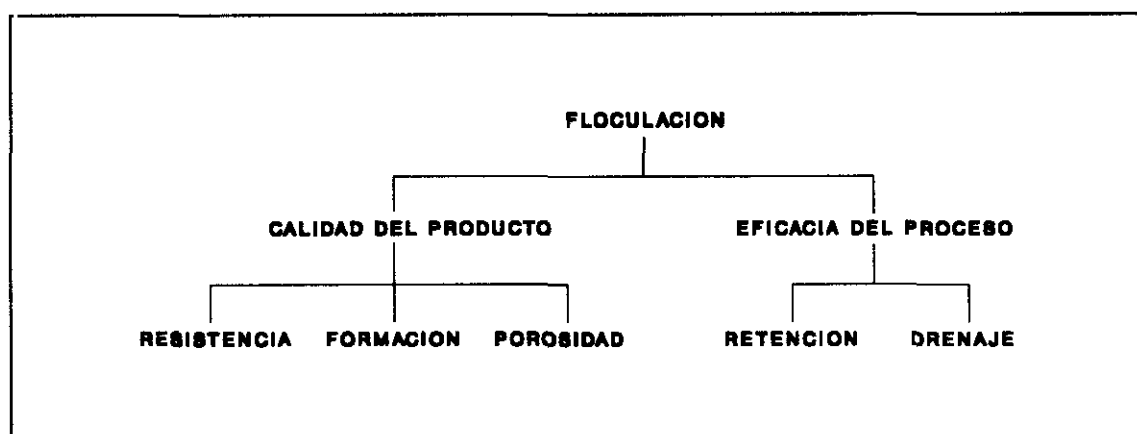 FLOCULACION
CALIDAD DEL PRODUCTO EFICACIA DEL PROCESO
RESISTENCIA FORMACION POROSIDAD RETENCION DRENAJE